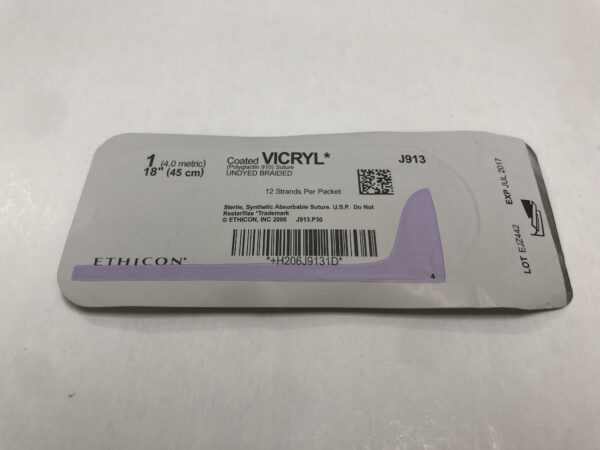 1 (4.0 metric)
18" (45 cm)
Coated VICRYL*
(Polyglactin 910) Suture
UNDYED BRAIDED
J913
12 Strands Per Packet
Sterile, Synthetic Absorbable Suture. U.S.P. Do Not
Resterilize *Trademark
© ETHICON, INC 2006 J913.P30
*+H206J9131D*
ETHICON*
4
LOT EJZ442 EXP JUL 2017